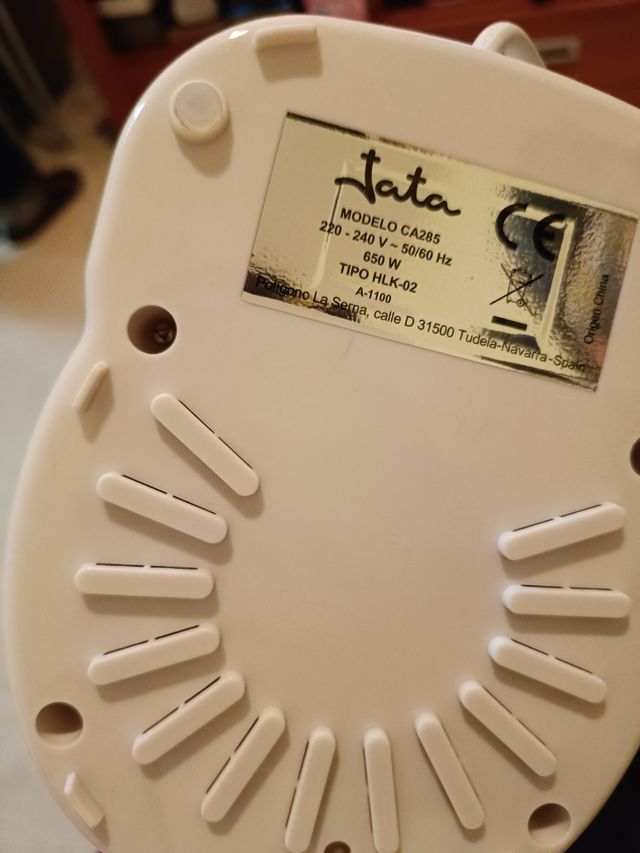 Jata
MODELO CA285
220 - 240 V ~ 50/60 Hz
650 W
TIPO HLK-02
A-1100
Polígono La Serna, calle D 31500 Tudela-Navarra-Spain
CE
Origen China